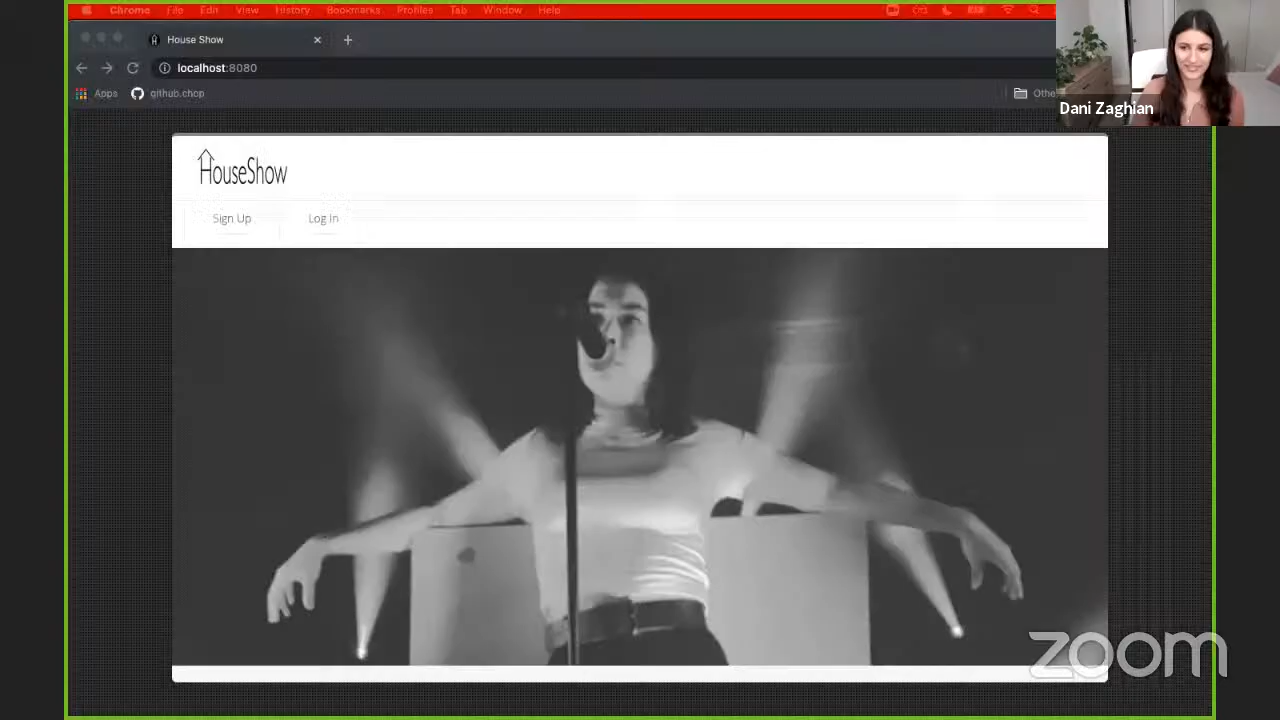 Chrome File Edit View History Bookmarks Profiles Tab Window Help
House Show
localhost:8080
Apps github.chcp
Othe
Dani Zaghian
HouseShow
Sign Up Log in
zoom